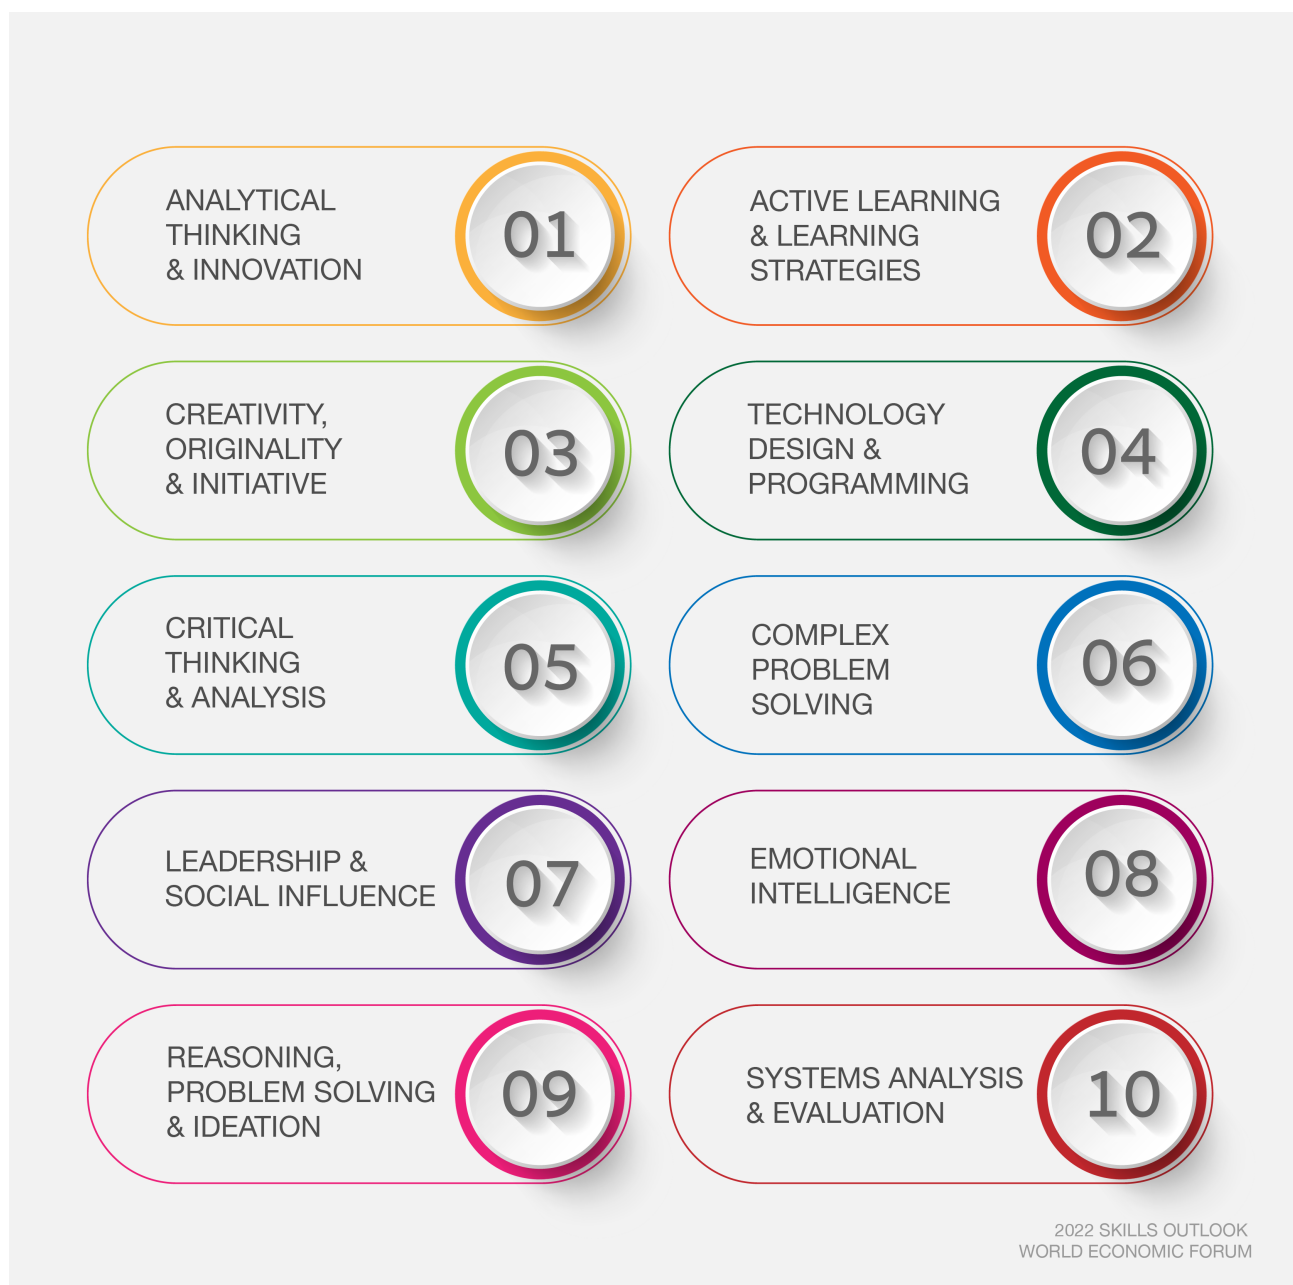 ANALYTICAL
THINKING
& INNOVATION
01
ACTIVE LEARNING
& LEARNING
STRATEGIES
02
CREATIVITY,
ORIGINALITY
& INITIATIVE
03
TECHNOLOGY
DESIGN &
PROGRAMMING
04
CRITICAL
THINKING
& ANALYSIS
05
COMPLEX
PROBLEM
SOLVING
06
LEADERSHIP &
SOCIAL INFLUENCE
07
EMOTIONAL
INTELLIGENCE
08
REASONING,
PROBLEM SOLVING
& IDEATION
09
SYSTEMS ANALYSIS
& EVALUATION
10
2022 SKILLS OUTLOOK
WORLD ECONOMIC FORUM